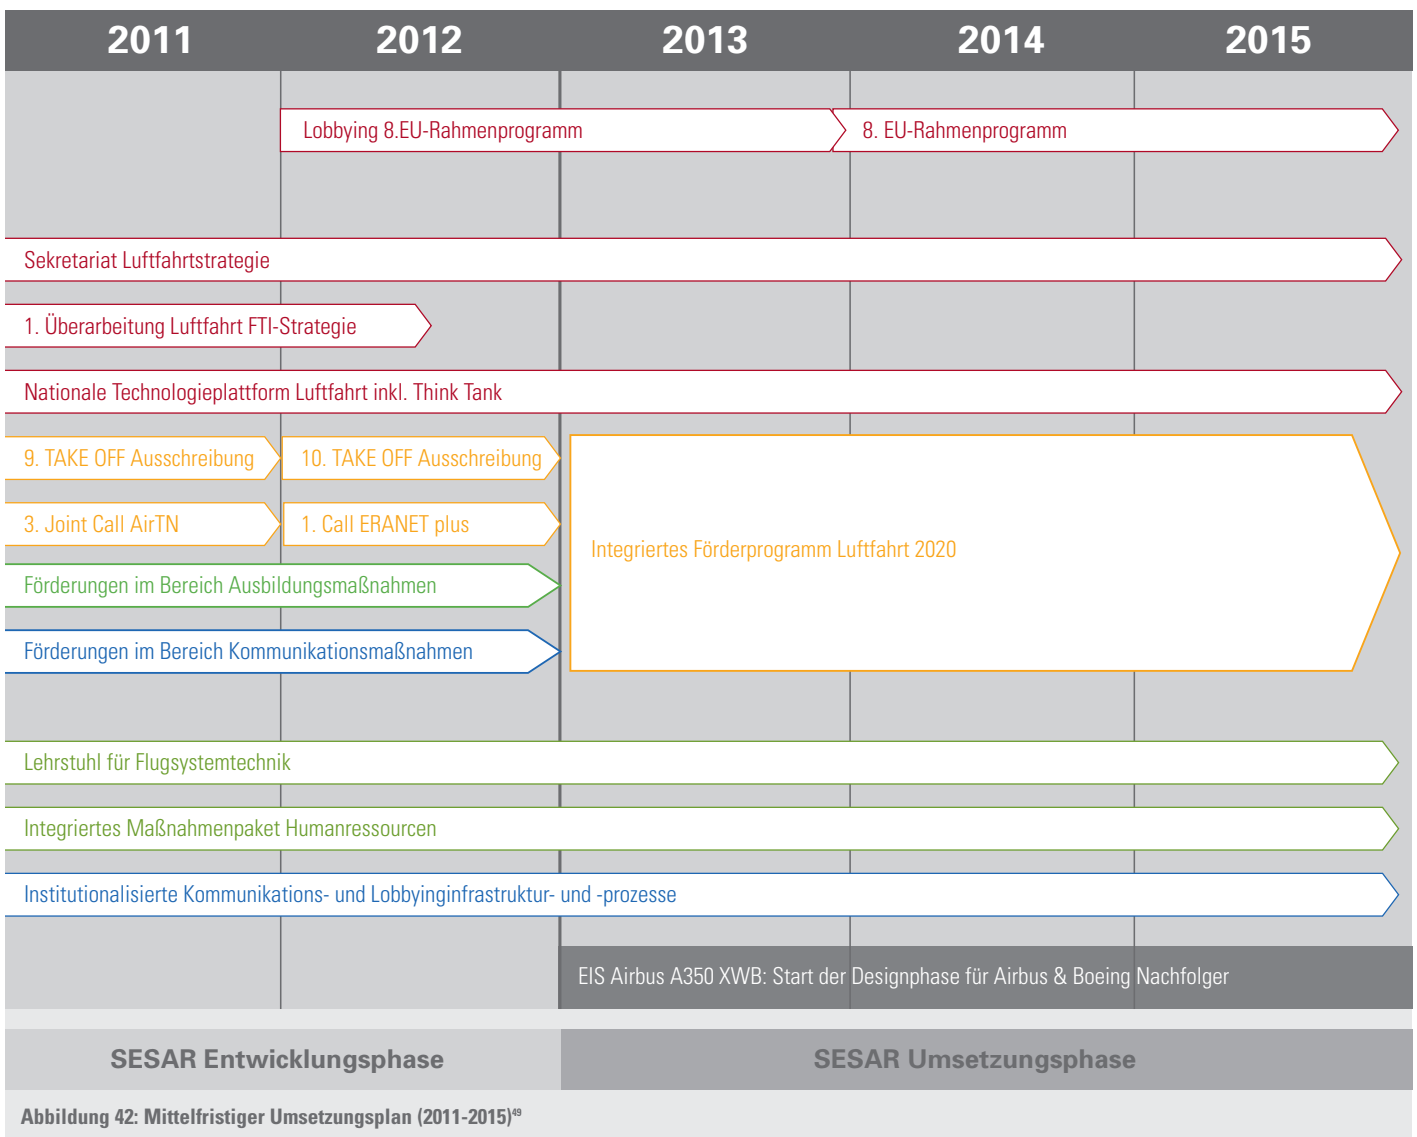 2011 2012 2013 2014 2015
Lobbying 8.EU-Rahmenprogramm 8. EU-Rahmenprogramm
Sekretariat Luftfahrtstrategie
1. Überarbeitung Luftfahrt FTI-Strategie
Nationale Technologieplattform Luftfahrt inkl. Think Tank
9. TAKE OFF Ausschreibung 10. TAKE OFF Ausschreibung
3. Joint Call AirTN 1. Call ERANET plus
Integriertes Förderprogramm Luftfahrt 2020
Förderungen im Bereich Ausbildungsmaßnahmen
Förderungen im Bereich Kommunikationsmaßnahmen
Lehrstuhl für Flugsystemtechnik
Integriertes Maßnahmenpaket Humanressourcen
Institutionalisierte Kommunikations- und Lobbyinginfrastruktur- und -prozesse
EIS Airbus A350 XWB: Start der Designphase für Airbus & Boeing Nachfolger
SESAR Entwicklungsphase SESAR Umsetzungsphase
Abbildung 42: Mittelfristiger Umsetzungsplan (2011-2015)⁴⁹